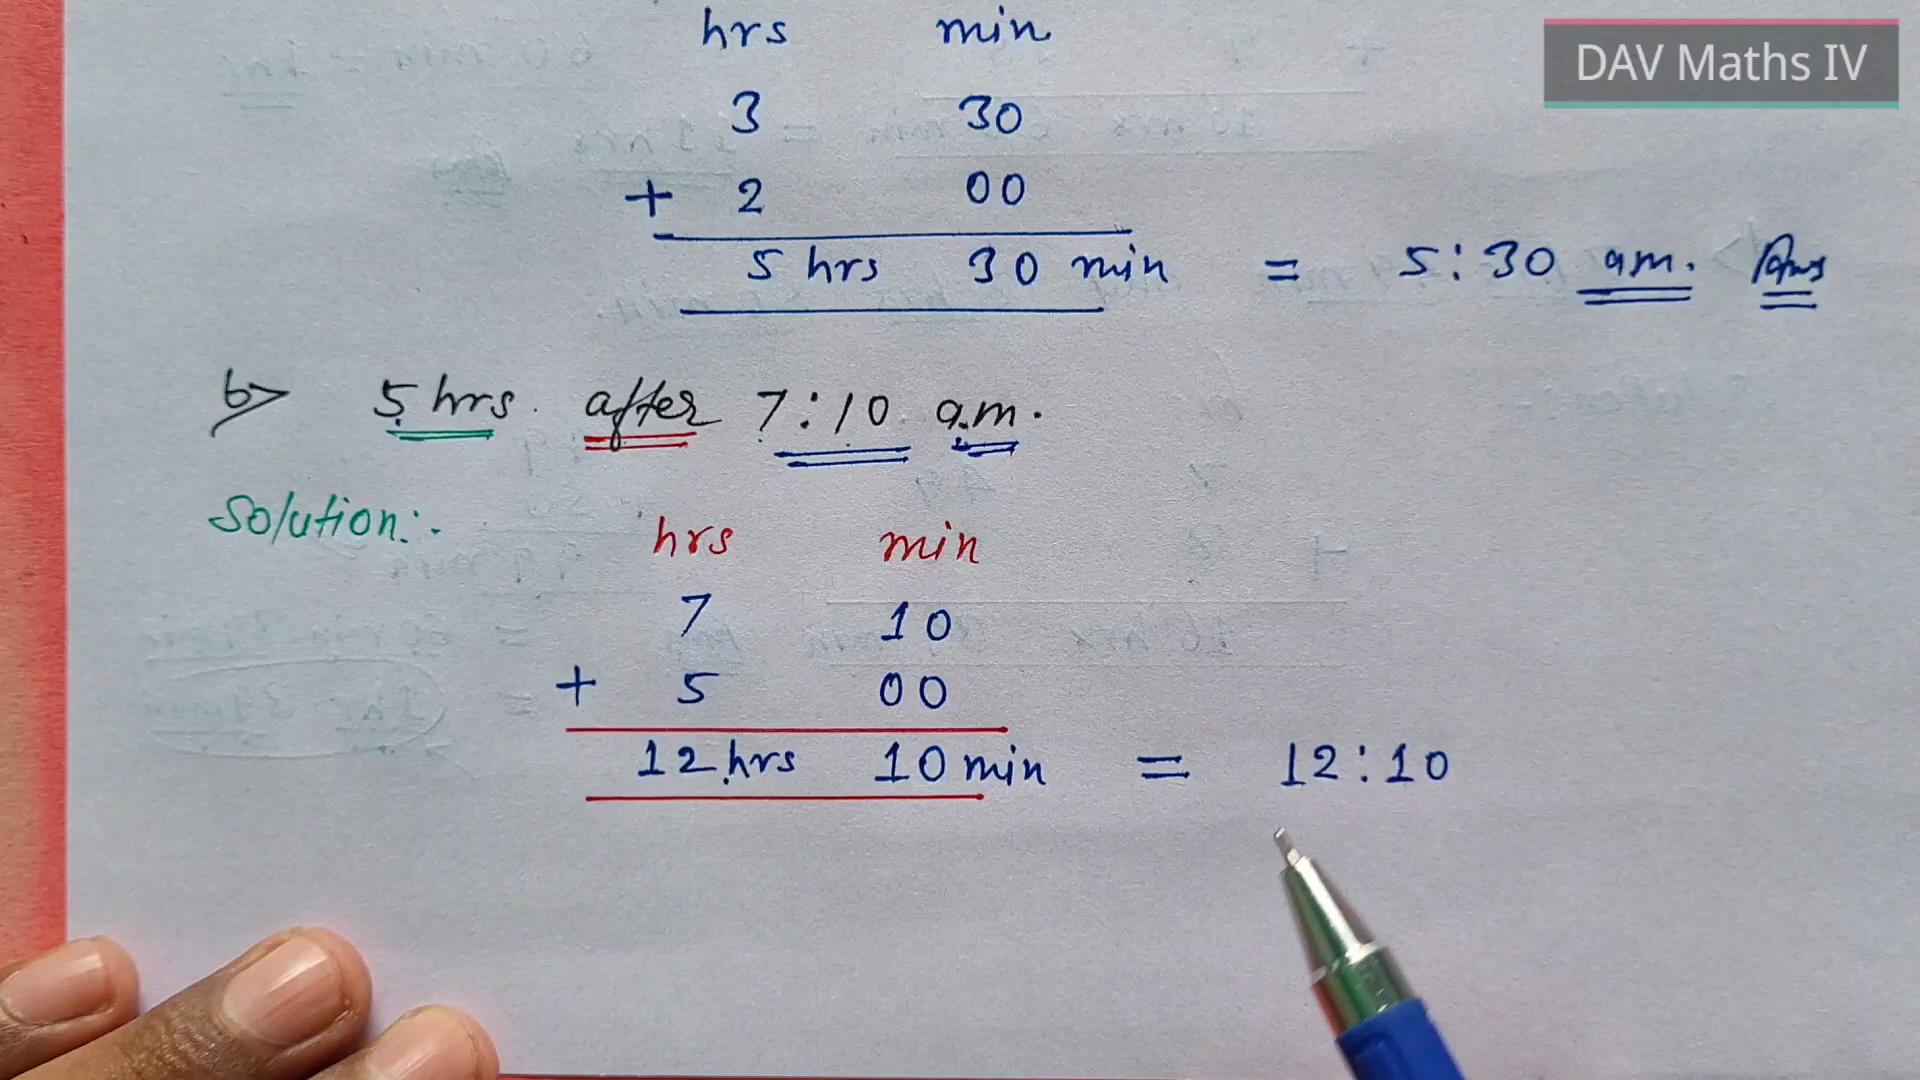 DAV Maths IV
hrs min
3 30
+ 2 00
5 hrs 30 min = 5:30 am. Ans
b> 5 hrs. after 7:10 a.m.
Solution:.
hrs min
7 10
+ 5 00
12 hrs 10 min = 12:10